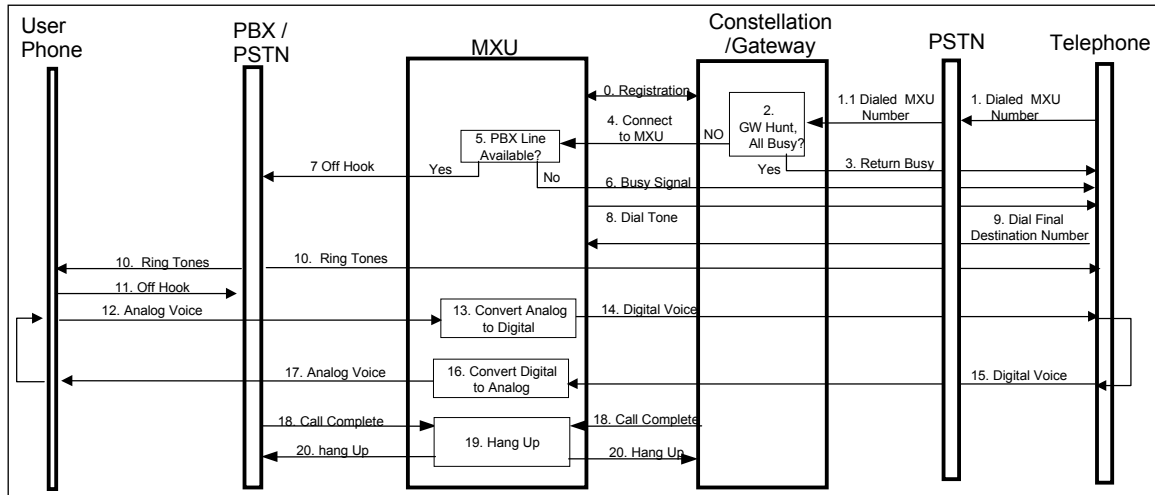 User
Phone
PBX /
PSTN
MXU
Constellation
/Gateway
PSTN
Telephone
0. Registration
1.1 Dialed MXU
Number
1. Dialed MXU
Number
2.
GW Hunt,
All Busy?
4. Connect
to MXU
NO
5. PBX Line
Available?
7 Off Hook
Yes
No
Yes
3. Return Busy
6. Busy Signal
8. Dial Tone
9. Dial Final
Destination Number
10. Ring Tones
10. Ring Tones
11. Off Hook
12. Analog Voice
13. Convert Analog
to Digital
14. Digital Voice
17. Analog Voice
16. Convert Digital
to Analog
15. Digital Voice
18. Call Complete
19. Hang Up
18. Call Complete
20. hang Up
20. Hang Up